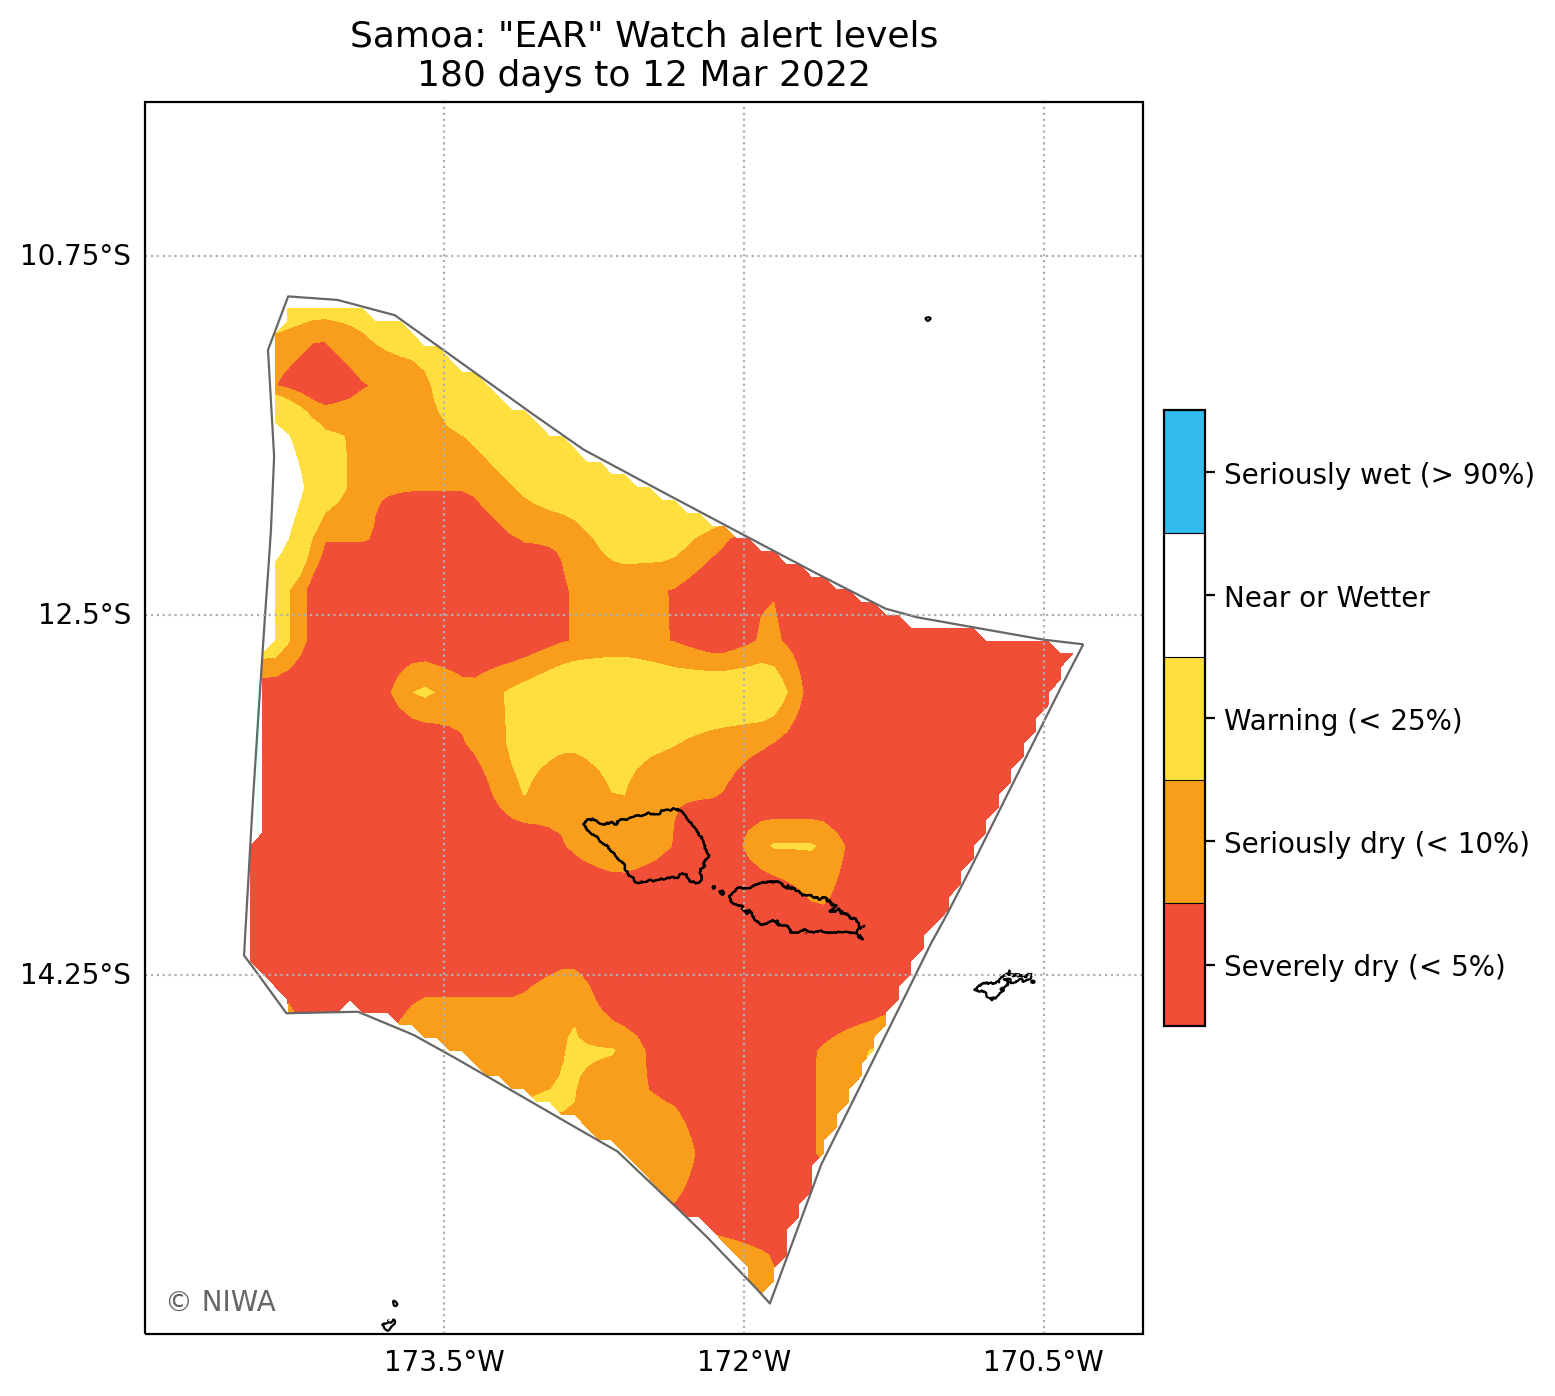 Samoa: "EAR" Watch alert levels
180 days to 12 Mar 2022
10.75°S
12.5°S
14.25°S
173.5°W
172°W
170.5°W
Seriously wet (> 90%)
Near or Wetter
Warning (< 25%)
Seriously dry (< 10%)
Severely dry (< 5%)
© NIWA